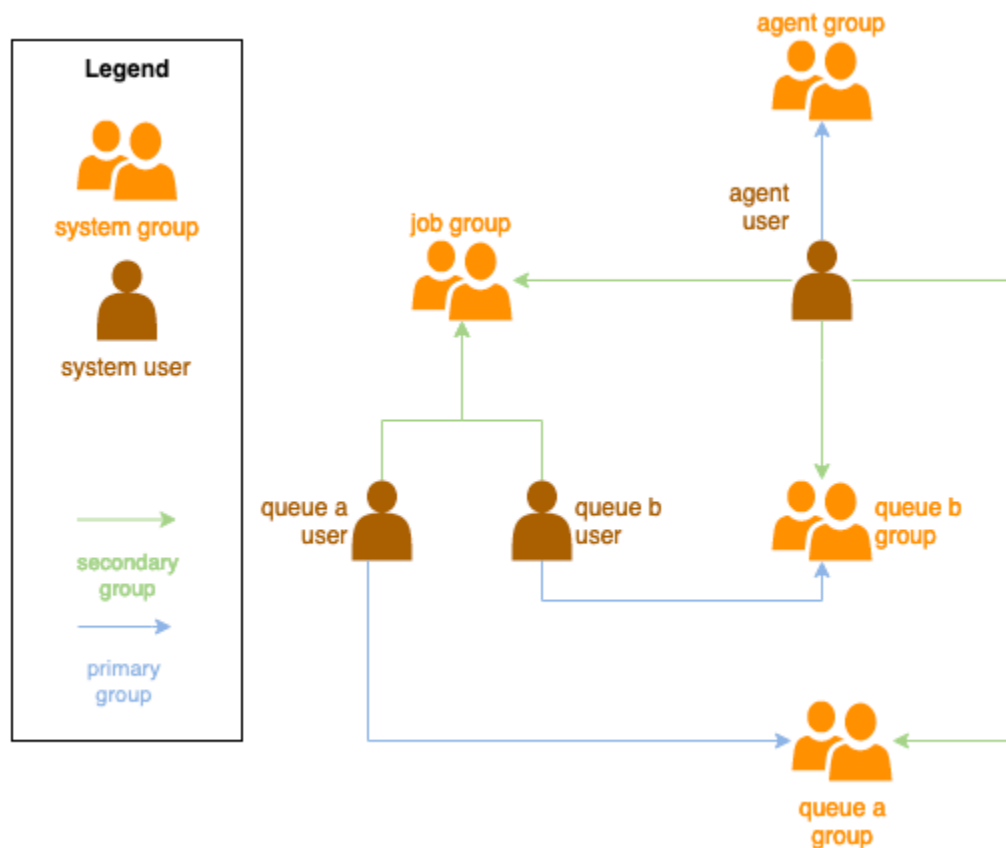 Legend
system group
system user
secondary
group
primary
group
agent group
agent
user
job group
queue a
user
queue b
user
queue b
group
queue a
group